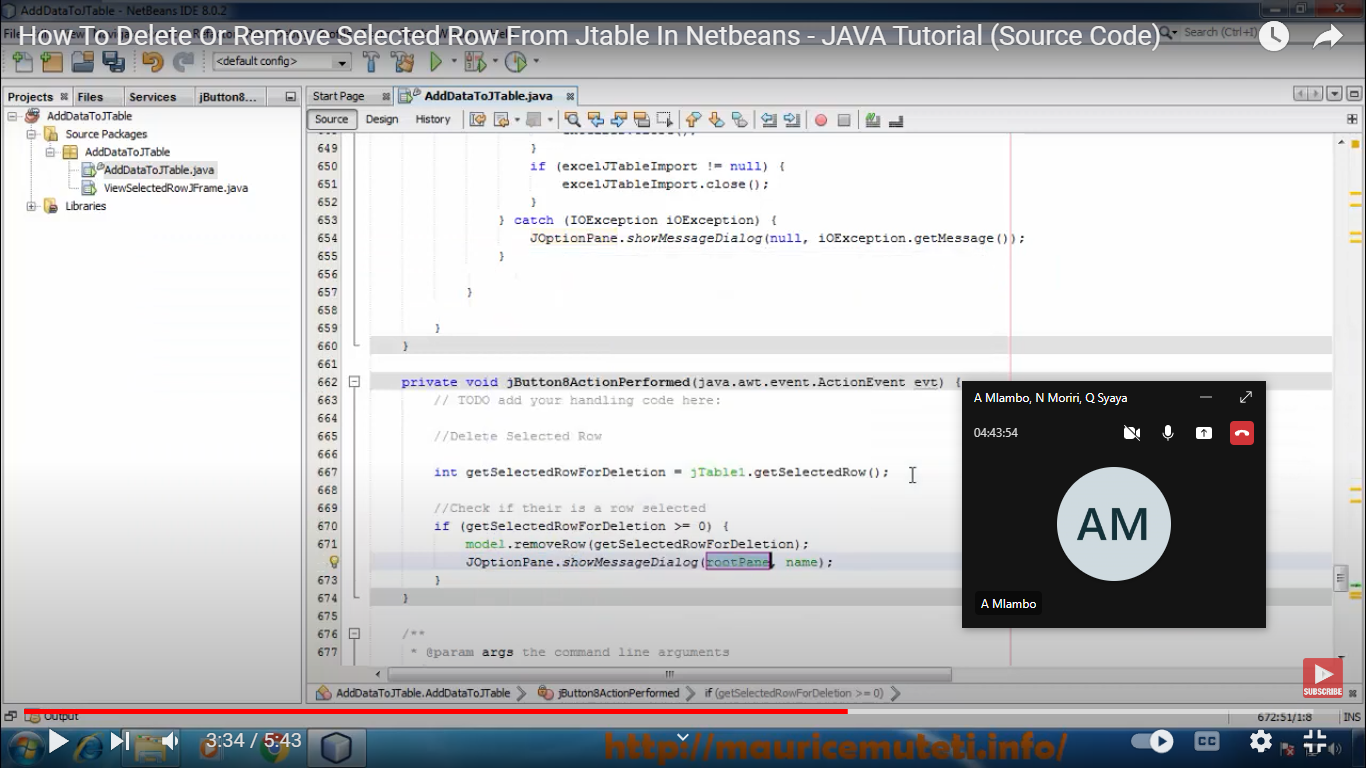 AddDataToJTable - NetBeans IDE 8.0.2
How To Delete Or Remove Selected Row From Jtable In Netbeans - JAVA Tutorial (Source Code)
Search (Ctrl+I)
<default config>
Projects Files Services jButton8...
Start Page AddDataToJTable.java
AddDataToJTable
Source Packages
AddDataToJTable
AddDataToJTable.java
ViewSelectedRowJFrame.java
Libraries
Source Design History
649 }
650 if (excelJTableImport != null) {
651 excelJTableImport.close();
652 }
653 } catch (IOException iOException) {
654 JOptionPane.showMessageDialog(null, iOException.getMessage());
655 }
656
657 }
658
659 }
660 }
661
662 private void jButton8ActionPerformed(java.awt.event.ActionEvent evt) {
663 // TODO add your handling code here:
664
665 //Delete Selected Row
666
667 int getSelectedRowForDeletion = jTable1.getSelectedRow();
668
669 //Check if their is a row selected
670 if (getSelectedRowForDeletion >= 0) {
671 model.removeRow(getSelectedRowForDeletion);
JOptionPane.showMessageDialog(rootPane, name);
673 }
674 }
675
676 /**
677 * @param args the command line arguments
A Mlambo, N Moriri, Q Syaya
04:43:54
AM
A Mlambo
SUBSCRIBE
AddDataToJTable.AddDataToJTable jButton8ActionPerformed if (getSelectedRowForDeletion >= 0)
Output
672:51/1:8 INS
3:34 / 5:43
http://mauricemuteti.info/
CC